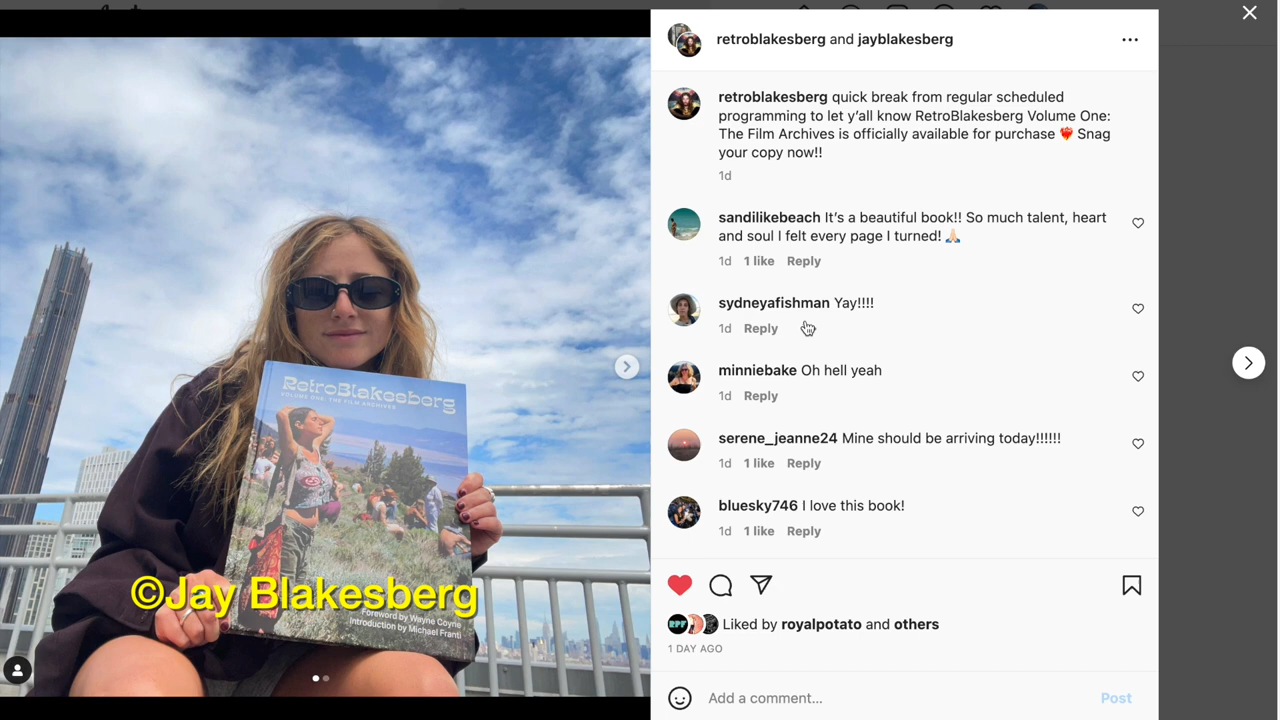 RetroBlakesberg
VOLUME ONE: THE FILM ARCHIVES
©Jay Blakesberg
Foreword by Wayne Coyne
Introduction by Michael Franti
retroblakesberg and jayblakesberg
retroblakesberg quick break from regular scheduled
programming to let y’all know RetroBlakesberg Volume One:
The Film Archives is officially available for purchase ❤️‍🔥 Snag
your copy now!!
1d
sandilikebeach It’s a beautiful book!! So much talent, heart
and soul I felt every page I turned! 🙏🏻
1d 1 like Reply
sydneyafishman Yay!!!!
1d Reply
minniebake Oh hell yeah
1d Reply
serene_jeanne24 Mine should be arriving today!!!!!!
1d 1 like Reply
bluesky746 I love this book!
1d 1 like Reply
RPF
Liked by royalpotato and others
1 DAY AGO
Add a comment...
Post